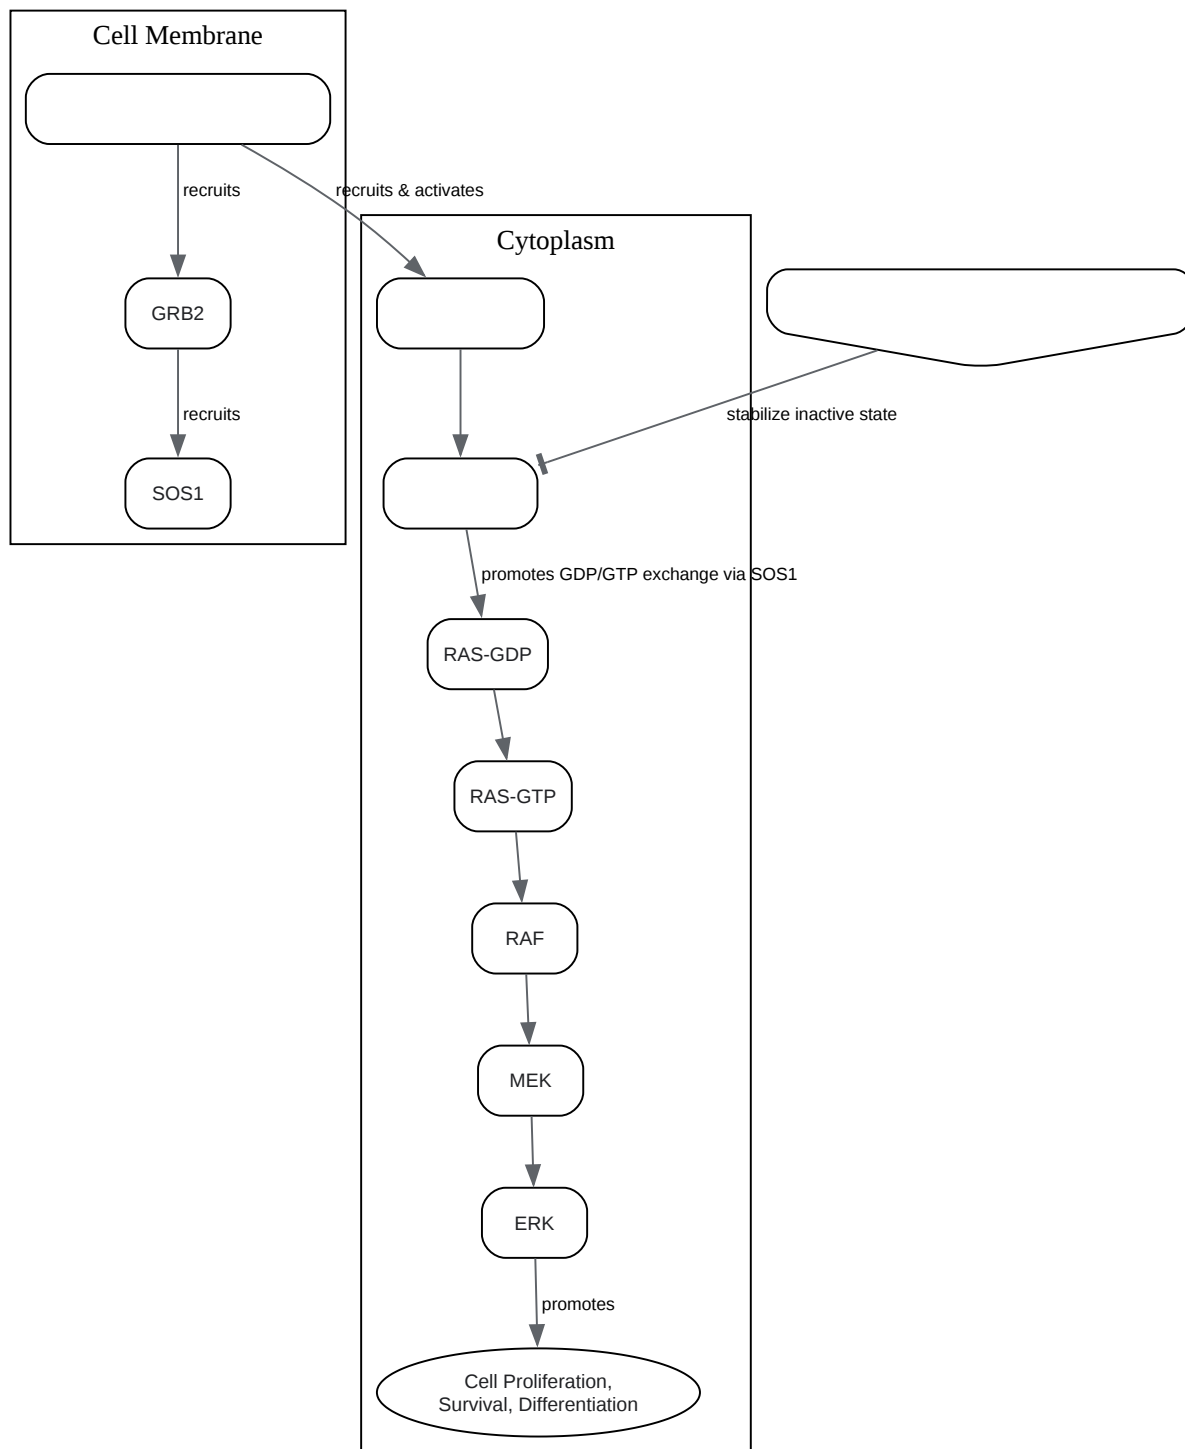 Cell Membrane
recruits
recruits & activates
Cytoplasm
GRB2
recruits
stabilize inactive state
SOS1
promotes GDP/GTP exchange via SOS1
RAS-GDP
RAS-GTP
RAF
MEK
ERK
promotes
Cell Proliferation,
Survival, Differentiation